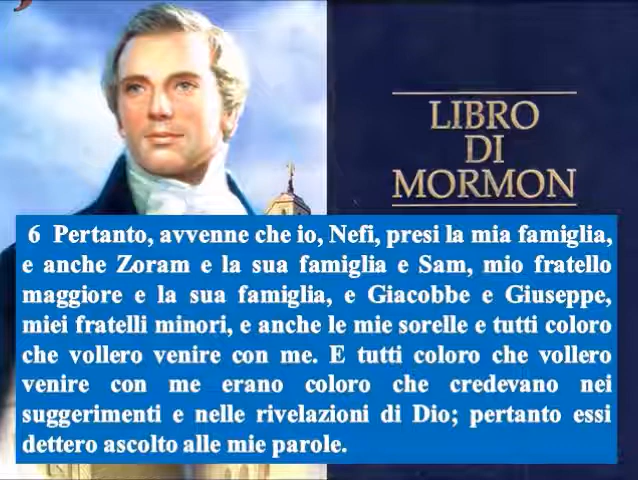 LIBRO
DI
MORMON
6 Pertanto, avvenne che io, Nefi, presi la mia famiglia,
e anche Zoram e la sua famiglia e Sam, mio fratello
maggiore e la sua famiglia, e Giacobbe e Giuseppe,
miei fratelli minori, e anche le mie sorelle e tutti coloro
che vollero venire con me. E tutti coloro che vollero
venire con me erano coloro che credevano nei
suggerimenti e nelle rivelazioni di Dio; pertanto essi
dettero ascolto alle mie parole.